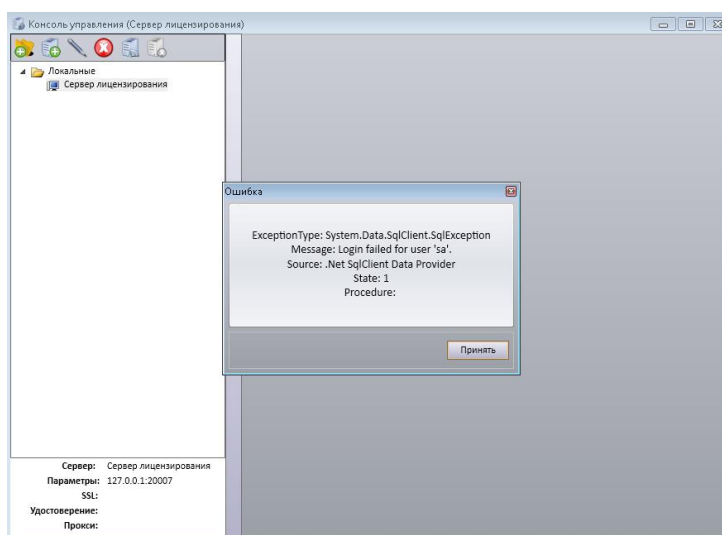 Консоль управления (Сервер лицензирования)
Локальные
Сервер лицензирования
Ошибка
ExceptionType: System.Data.SqlClient.SqlException
Message: Login failed for user 'sa'.
Source: .Net SqlClient Data Provider
State: 1
Procedure:
Принять
Сервер: Сервер лицензирования
Параметры: 127.0.0.1:20007
SSL:
Удостоверение:
Прокси: